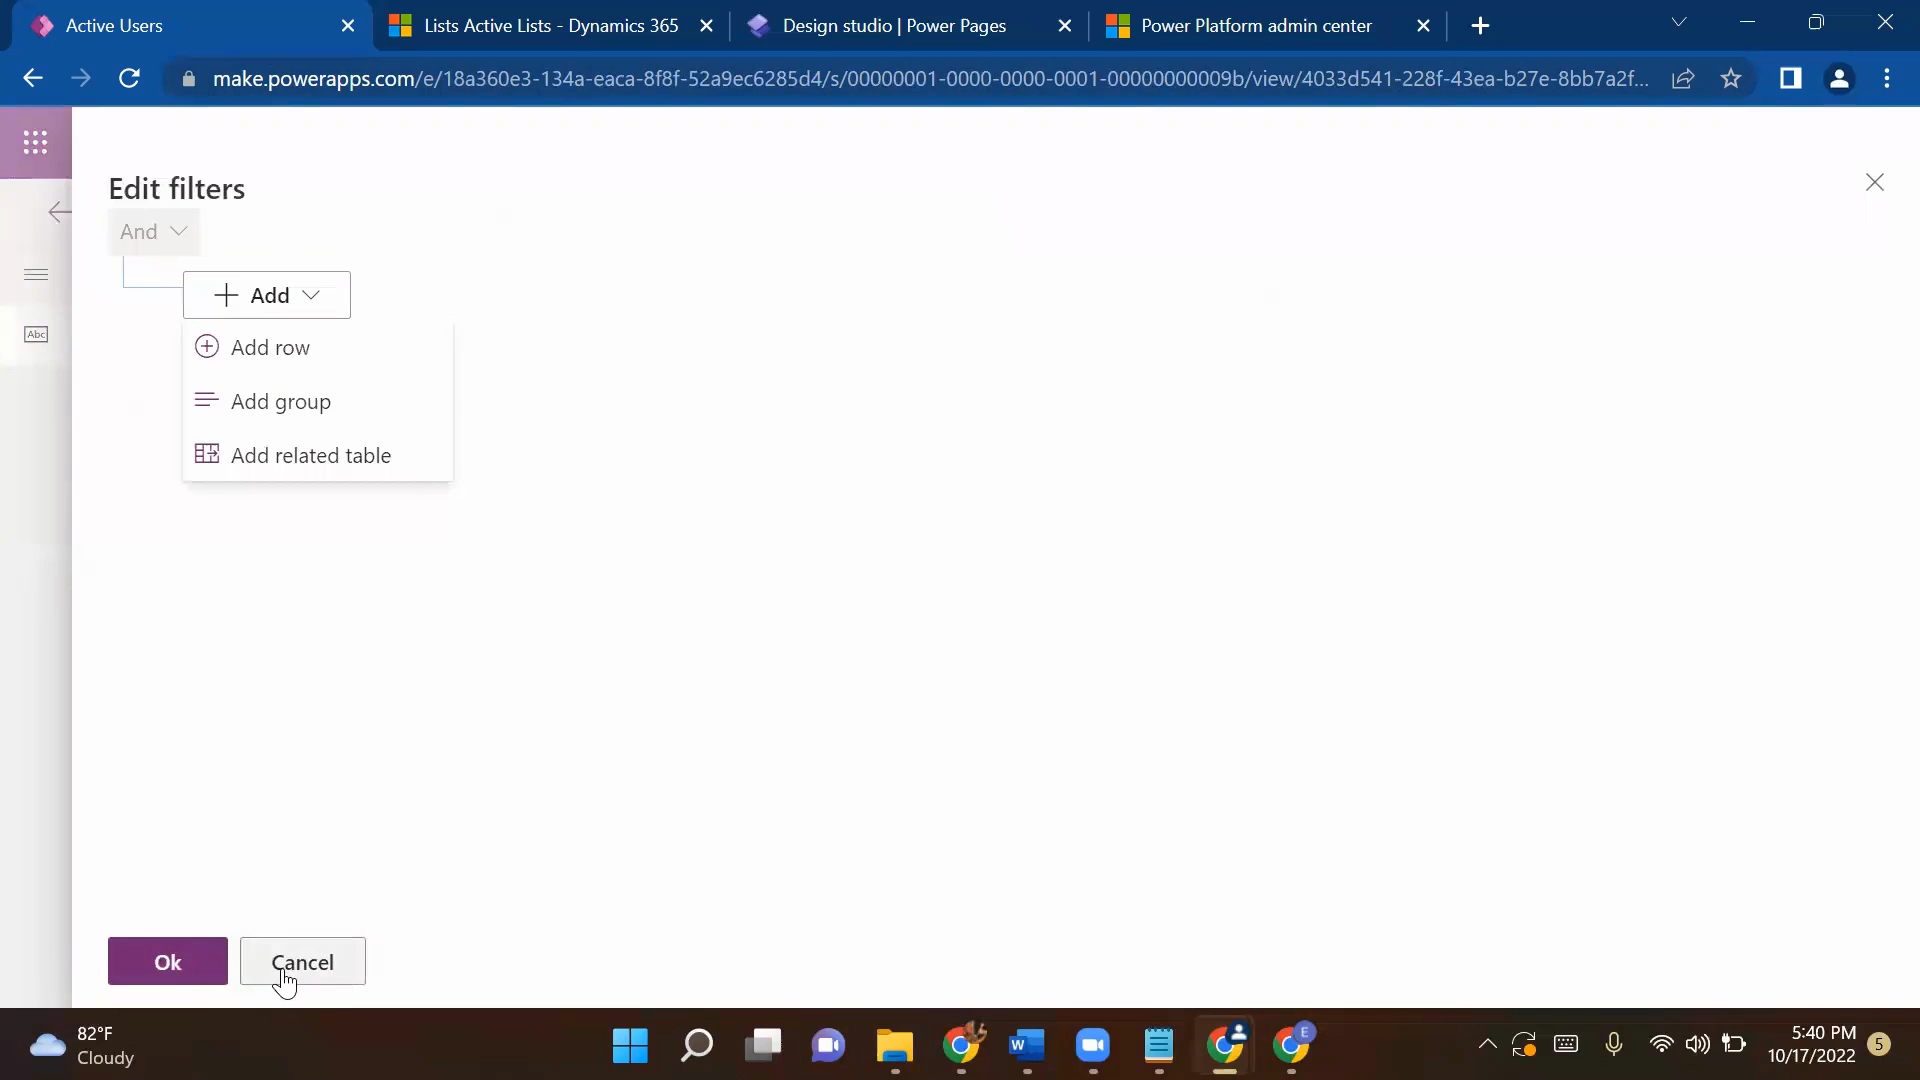 Active Users
Lists Active Lists - Dynamics 365
Design studio | Power Pages
Power Platform admin center
make.powerapps.com/e/18a360e3-134a-eaca-8f8f-52a9ec6285d4/s/00000001-0000-0000-0001-00000000009b/view/4033d541-228f-43ea-b27e-8bb7a2f...
Edit filters
And
Add
Add row
Abc
Add group
Add related table
Ok
Cancel
82°F
Cloudy
W
E
5:40 PM
10/17/2022
5